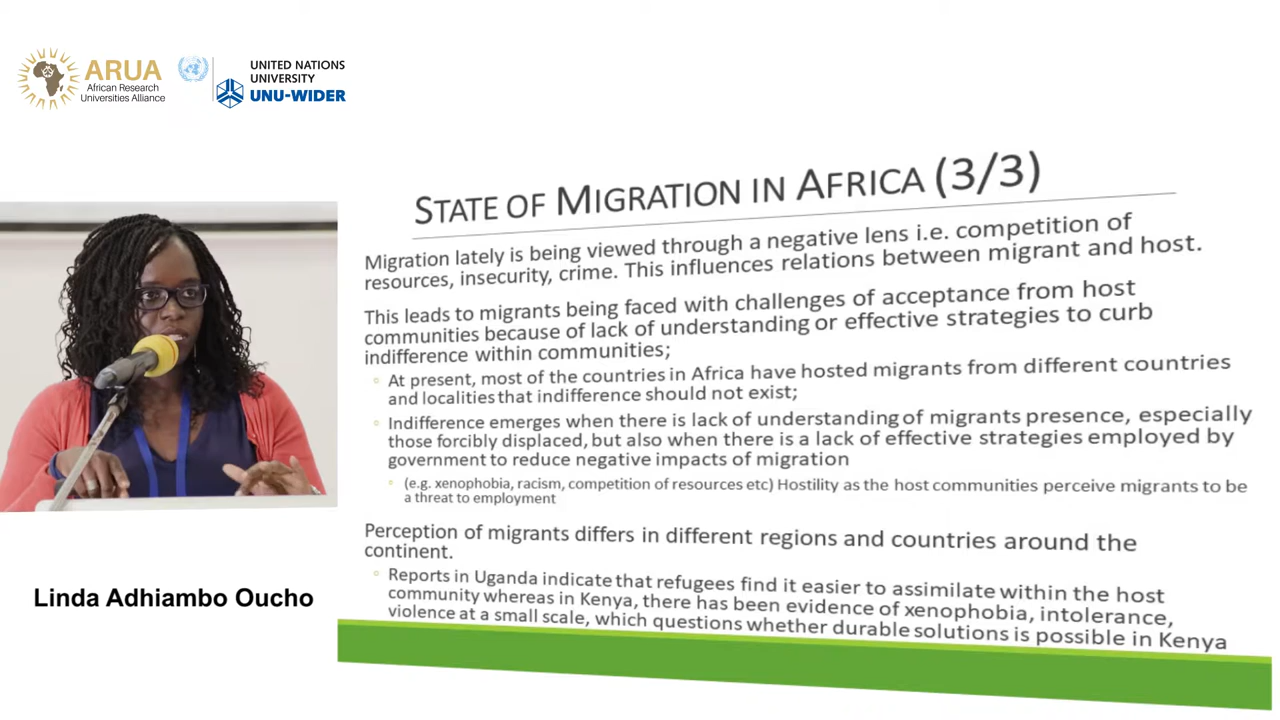 ARUA
African Research
Universities Alliance
UNITED NATIONS
UNIVERSITY
UNU-WIDER
STATE OF MIGRATION IN AFRICA (3/3)
Migration lately is being viewed through a negative lens i.e. competition of
resources, insecurity, crime. This influences relations between migrant and host.
This leads to migrants being faced with challenges of acceptance from host
communities because of lack of understanding or effective strategies to curb
indifference within communities;
◦ At present, most of the countries in Africa have hosted migrants from different countries
and localities that indifference should not exist;
◦ Indifference emerges when there is lack of understanding of migrants presence, especially
those forcibly displaced, but also when there is a lack of effective strategies employed by
government to reduce negative impacts of migration
◦ (e.g. xenophobia, racism, competition of resources etc) Hostility as the host communities perceive migrants to be
a threat to employment
Perception of migrants differs in different regions and countries around the
continent.
◦ Reports in Uganda indicate that refugees find it easier to assimilate within the host
community whereas in Kenya, there has been evidence of xenophobia, intolerance,
violence at a small scale, which questions whether durable solutions is possible in Kenya
Linda Adhiambo Oucho